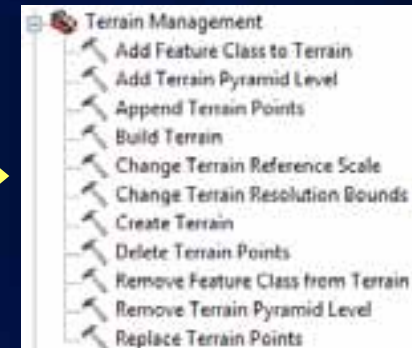 Terrain Management
Add Feature Class to Terrain
Add Terrain Pyramid Level
Append Terrain Points
Build Terrain
Change Terrain Reference Scale
Change Terrain Resolution Bounds
Create Terrain
Delete Terrain Points
Remove Feature Class from Terrain
Remove Terrain Pyramid Level
Replace Terrain Points